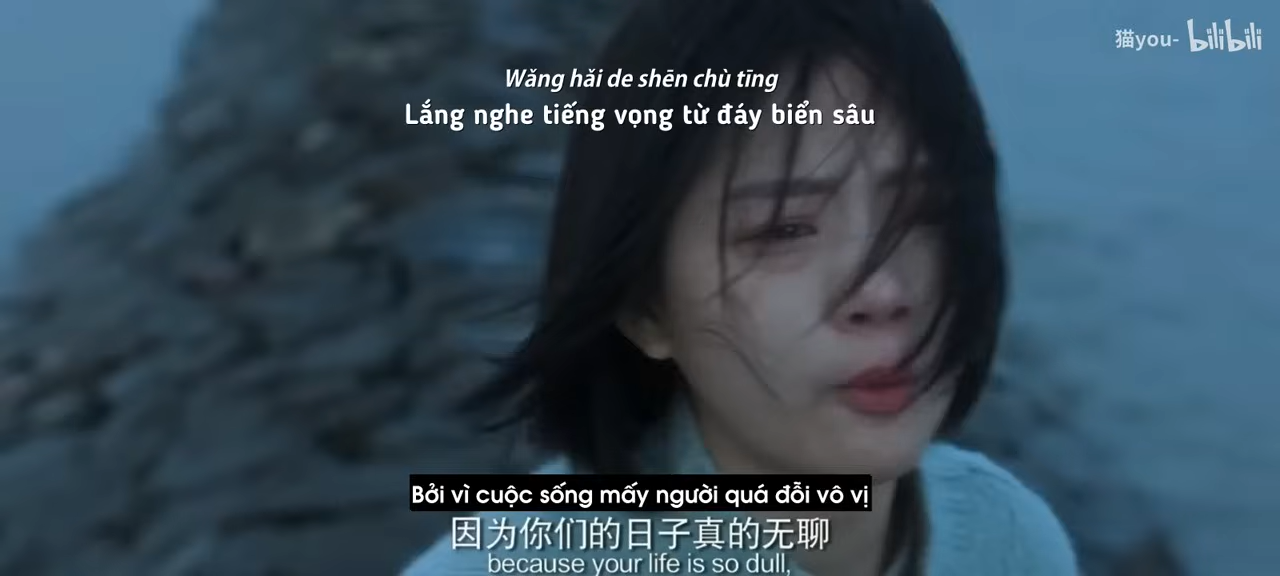 猫you- bilibili
Wǎng hǎi de shēn chù tīng
Lắng nghe tiếng vọng từ đáy biển sâu
Bởi vì cuộc sống mấy người quá đỗi vô vị
因为你们的日子真的无聊
because your life is so dull,